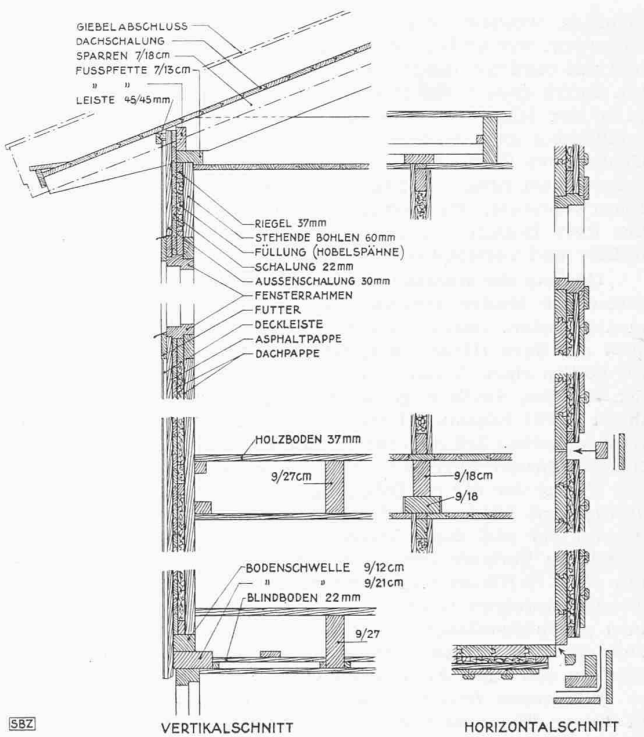 GIEBELABSCHLUSS
DACHSCHALUNG
SPARREN 7/18cm
FUSSPFETTE 7/13cm
" "
LEISTE 45/45mm
RIEGEL 37mm
STEHENDE BOHLEN 60mm
FÜLLUNG (HOBELSPÄHNE)
SCHALUNG 22mm
AUSSENSCHALUNG 30mm
FENSTERRAHMEN
FUTTER
DECKLEISTE
ASPHALTPAPPE
DACHPAPPE
HOLZBODEN 37mm
9/27cm
9/18cm
9/18
BODENSCHWELLE 9/12cm
" " 9/21cm
BLINDBODEN 22mm
9/27
SBZ
VERTIKALSCHNITT
HORIZONTALSCHNITT